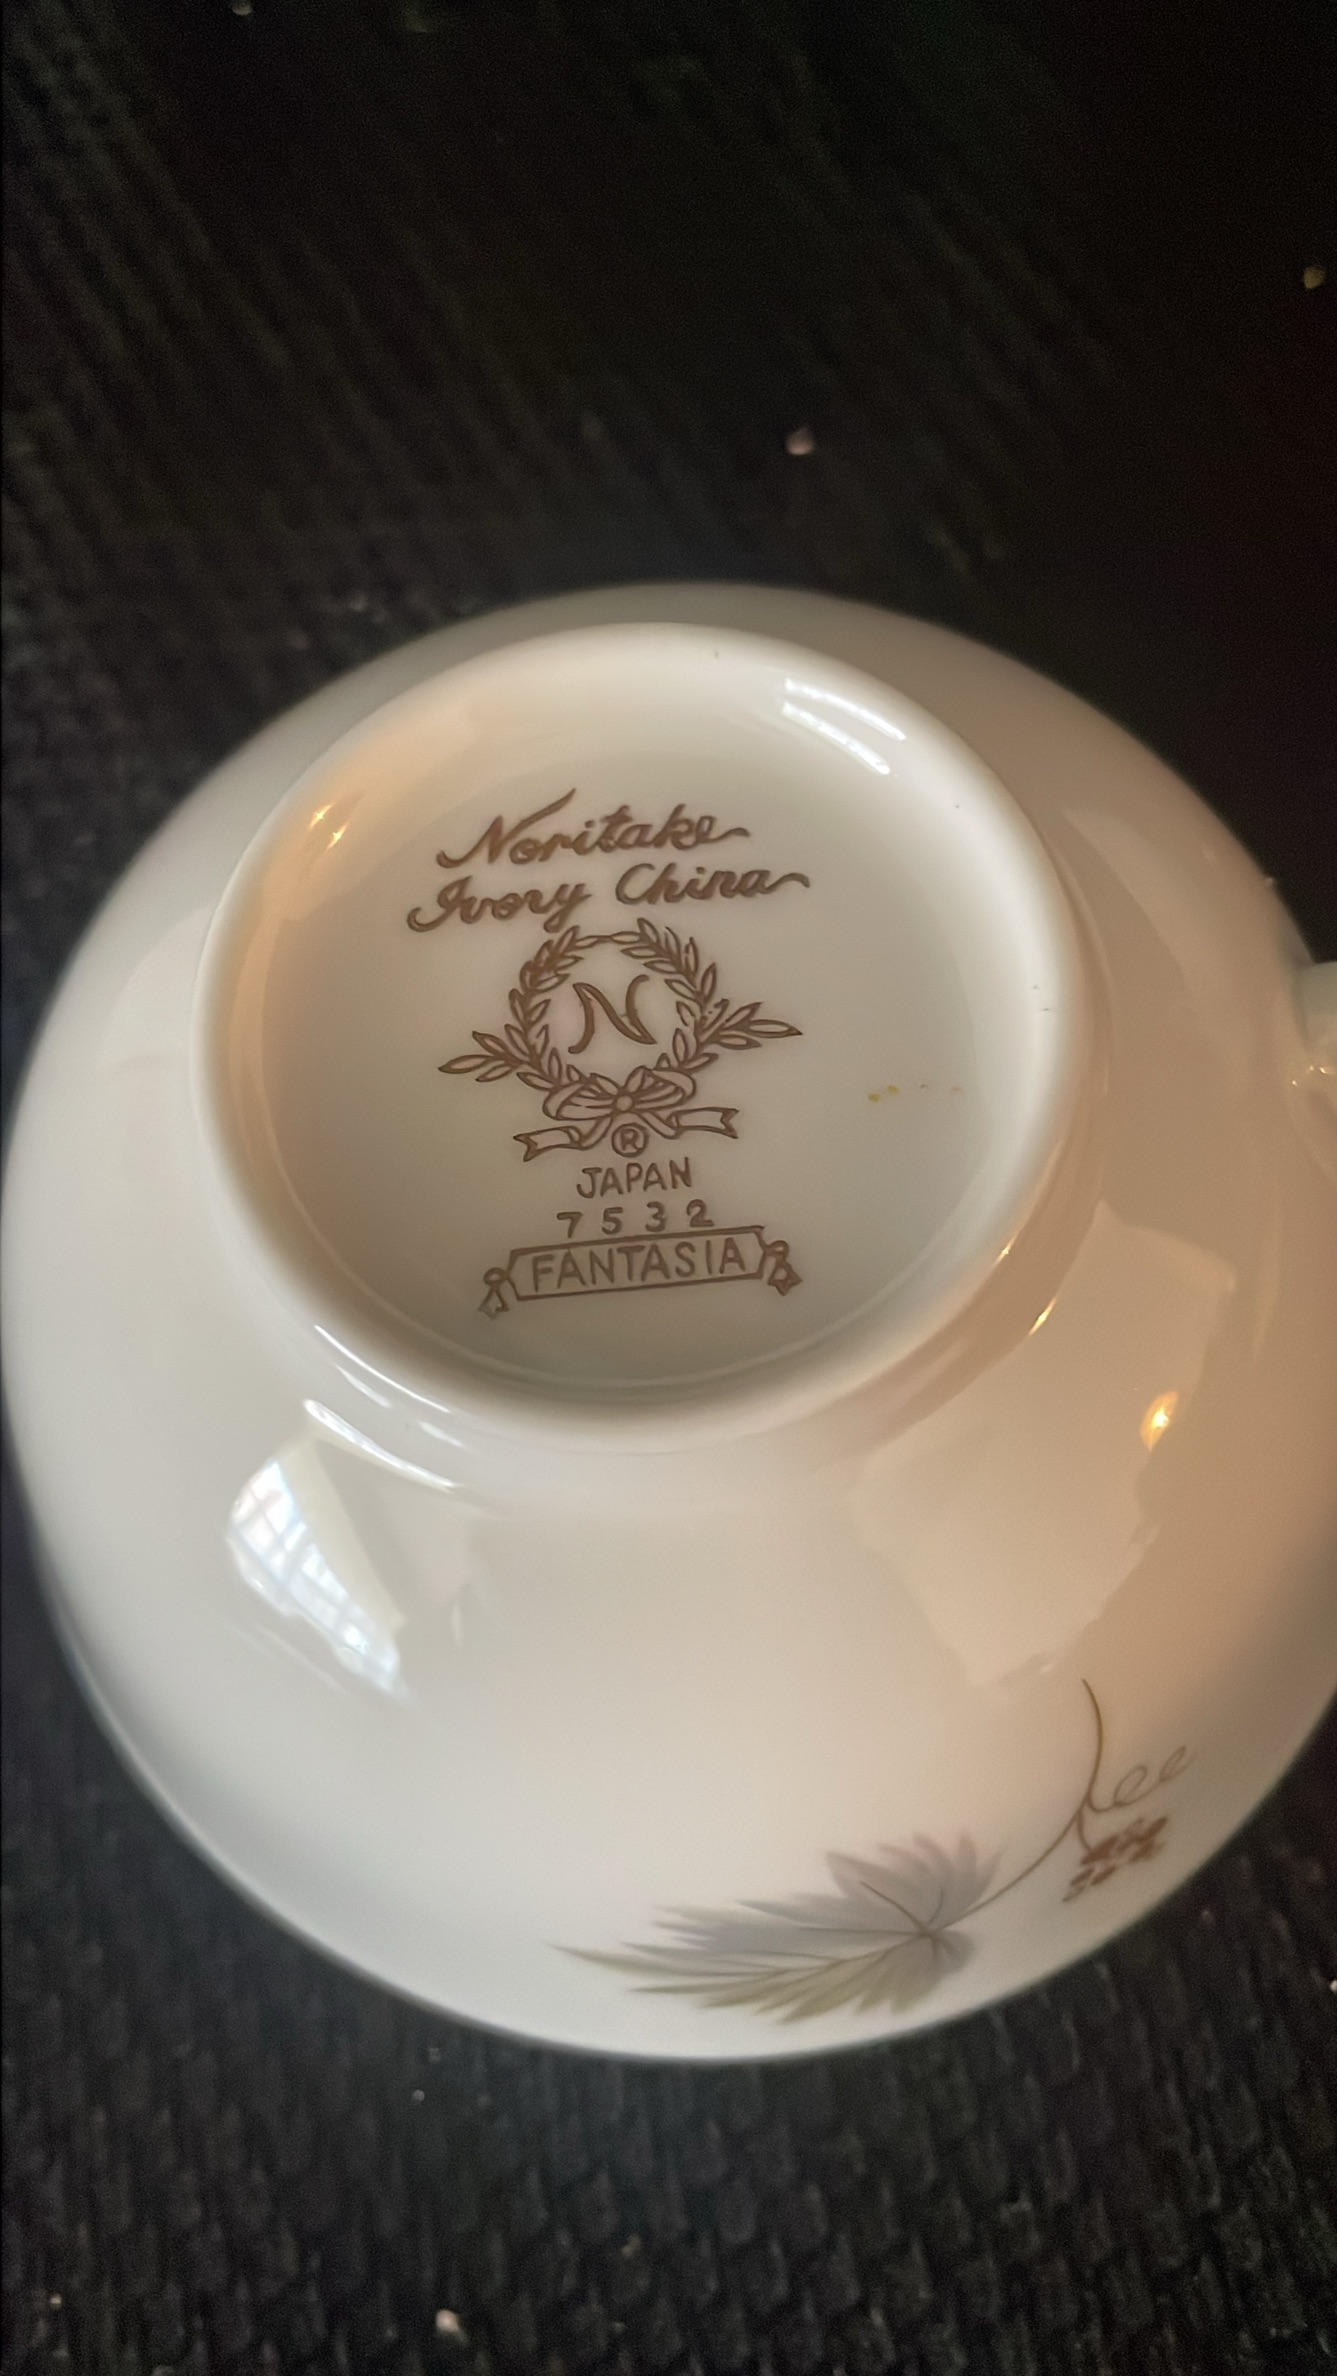 Noritake
Ivory China
N
®
JAPAN
7532
FANTASIA